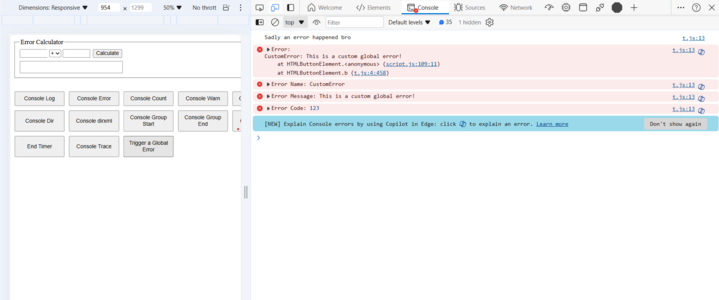 Dimensions: Responsive ▼ 954 x 1299 50% ▼ No thrott
Welcome </> Elements Console Sources Network
top ▼ Filter Default levels ▼ 35 1 hidden
Error Calculator
+ Calculate
Console Log Console Error Console Count Console Warn
Console Dir Console dirxml Console Group Start Console Group End
End Timer Console Trace Trigger a Global Error
Sadly an error happened bro t.js:13
Error: t.js:13
CustomError: This is a custom global error!
at HTMLButtonElement.<anonymous> (script.js:109:11)
at HTMLButtonElement.b (t.js:4:458)
Error Name: CustomError t.js:13
Error Message: This is a custom global error! t.js:13
Error Code: 123 t.js:13
[NEW] Explain Console errors by using Copilot in Edge: click to explain an error. Learn more Don't show again